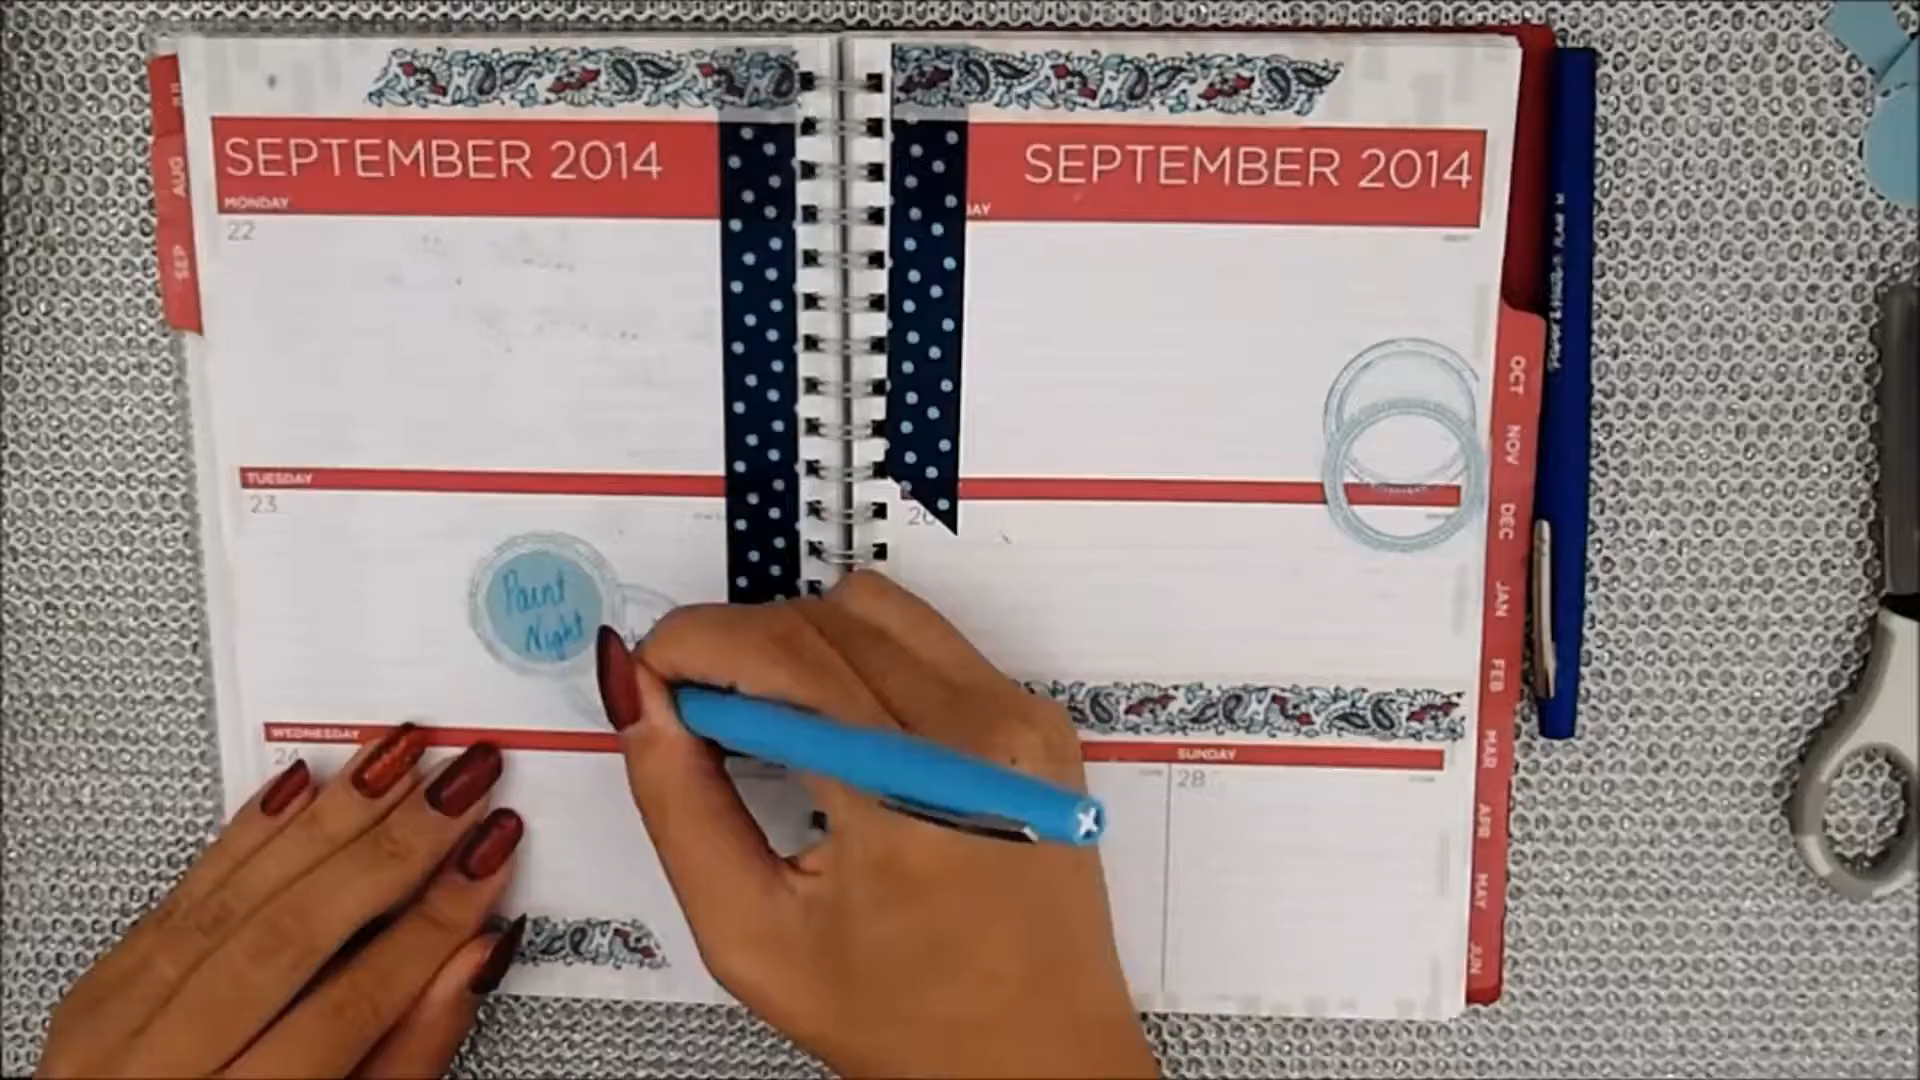 SEPTEMBER 2014
MONDAY
22
TUESDAY
23
Paint
Night
WEDNESDAY
24
SEPTEMBER 2014
26
SUNDAY
28
AUG
OCT
NOV
DEC
JAN
FEB
MAR
APR
MAY
JUN